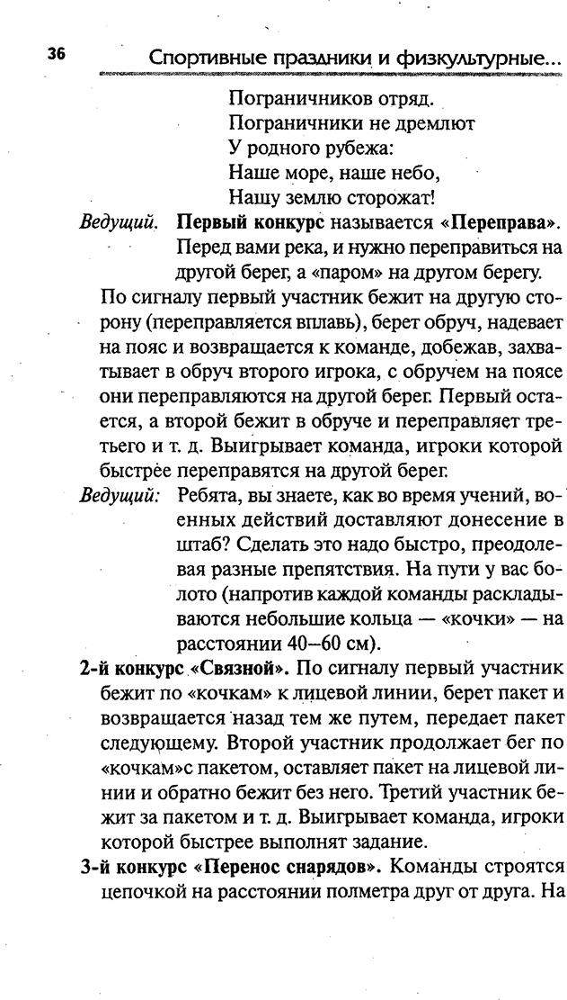 36
Спортивные праздники и физкультурные...
Пограничников отряд.
Пограничники не дремлют
У родного рубежа:
Наше море, наше небо,
Нашу землю сторожат!
Ведущий. Первый конкурс называется «Переправа».
Перед вами река, и нужно переправиться на
другой берег, а «паром» на другом берегу.
По сигналу первый участник бежит на другую сто-
рону (переправляется вплавь), берет обруч, надевает
на пояс и возвращается к команде, добежав, захва-
тывает в обруч второго игрока, с обручем на поясе
они переправляются на другой берег. Первый оста-
ется, а второй бежит в обруче и переправляет тре-
тьего и т. д. Выигрывает команда, игроки которой
быстрее переправятся на другой берег.
Ведущий: Ребята, вы знаете, как во время учений, во-
енных действий доставляют донесение в
штаб? Сделать это надо быстро, преодоле-
вая разные препятствия. На пути у вас бо-
лото (напротив каждой команды расклады-
ваются небольшие кольца — «кочки» — на
расстоянии 40—60 см).
2-й конкурс «Связной». По сигналу первый участник
бежит по «кочкам» к лицевой линии, берет пакет и
возвращается назад тем же путем, передает пакет
следующему. Второй участник продолжает бег по
«кочкам»с пакетом, оставляет пакет на лицевой ли-
нии и обратно бежит без него. Третий участник бе-
жит за пакетом и т. д. Выигрывает команда, игроки
которой быстрее выполнят задание.
3-й конкурс «Перенос снарядов». Команды строятся
цепочкой на расстоянии полметра друг от друга. На